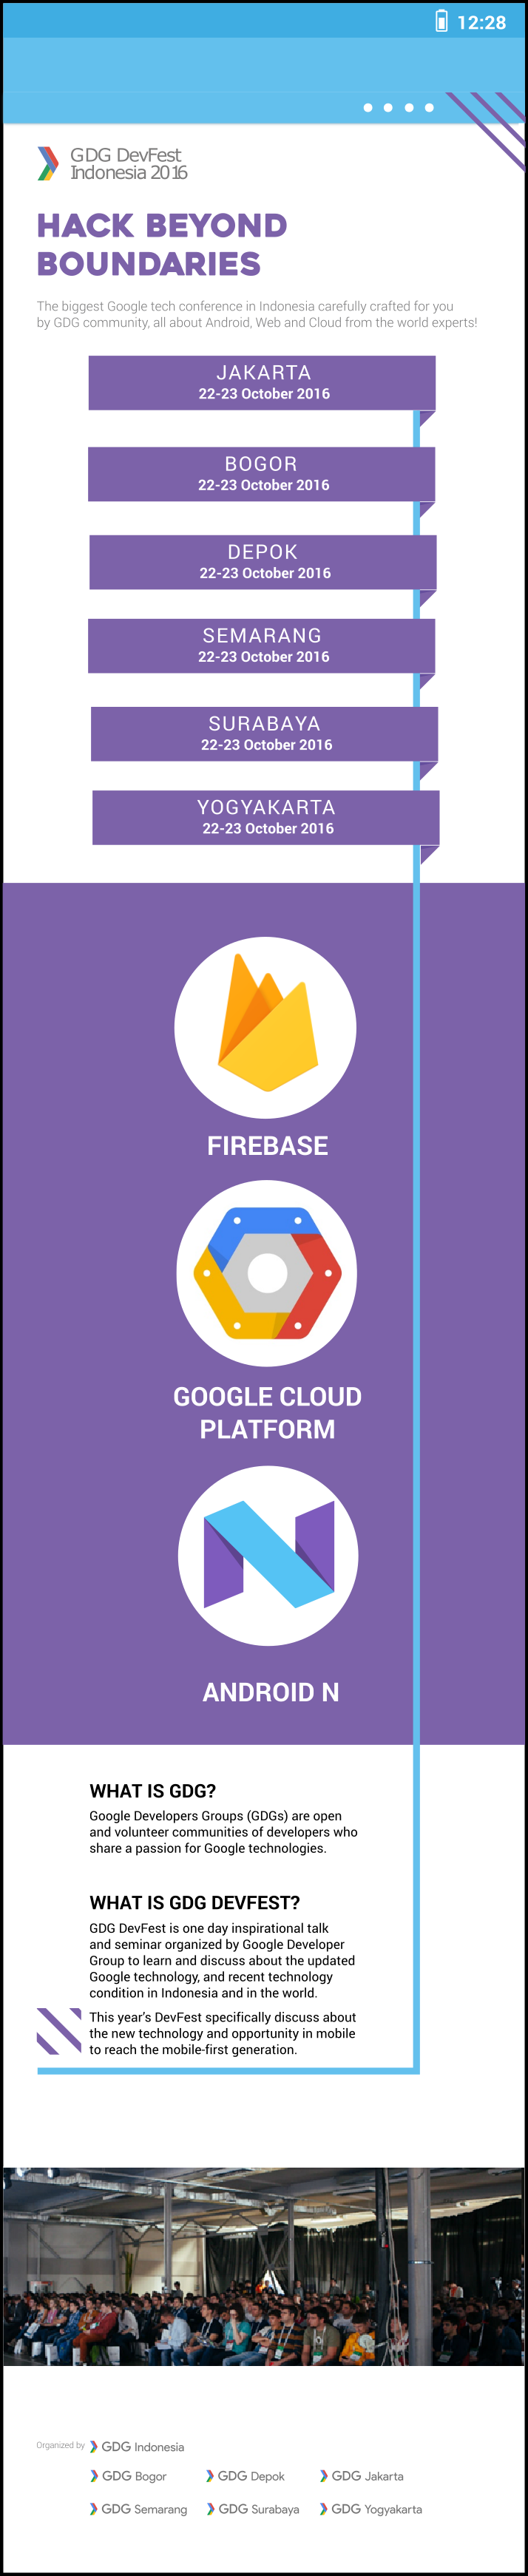 12:28
GDG DevFest
Indonesia 2016
HACK BEYOND
BOUNDARIES
The biggest Google tech conference in Indonesia carefully crafted for you
by GDG community, all about Android, Web and Cloud from the world experts!
JAKARTA
22-23 October 2016
BOGOR
22-23 October 2016
DEPOK
22-23 October 2016
SEMARANG
22-23 October 2016
SURABAYA
22-23 October 2016
YOGYAKARTA
22-23 October 2016
FIREBASE
GOOGLE CLOUD
PLATFORM
ANDROID N
WHAT IS GDG?
Google Developers Groups (GDGs) are open
and volunteer communities of developers who
share a passion for Google technologies.
WHAT IS GDG DEVFEST?
GDG DevFest is one day inspirational talk
and seminar organized by Google Developer
Group to learn and discuss about the updated
Google technology, and recent technology
condition in Indonesia and in the world.
This year's DevFest specifically discuss about
the new technology and opportunity in mobile
to reach the mobile-first generation.
Organized by GDG Indonesia
GDG Bogor GDG Depok GDG Jakarta
GDG Semarang GDG Surabaya GDG Yogyakarta